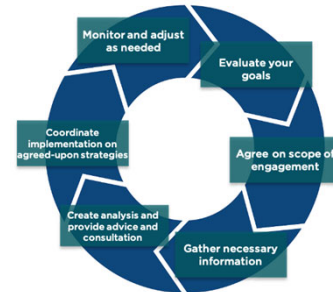 Monitor and adjust
as needed
Evaluate your
goals
Agree on scope of
engagement
Gather necessary
information
Create analysis and
provide advice and
consultation
Coordinate
implementation on
agreed-upon strategies